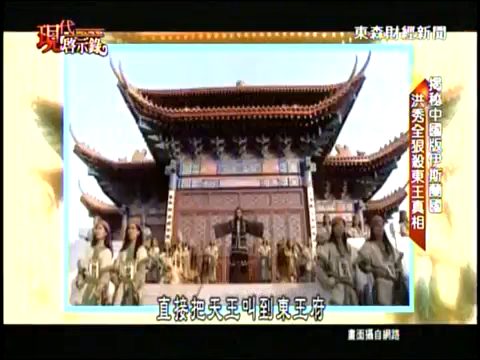 現代啓示錄
東森財經新聞
揭秘中國版伊斯蘭國
洪秀全狠殺東王真相
直接把天王叫到東王府
畫面攝自網路